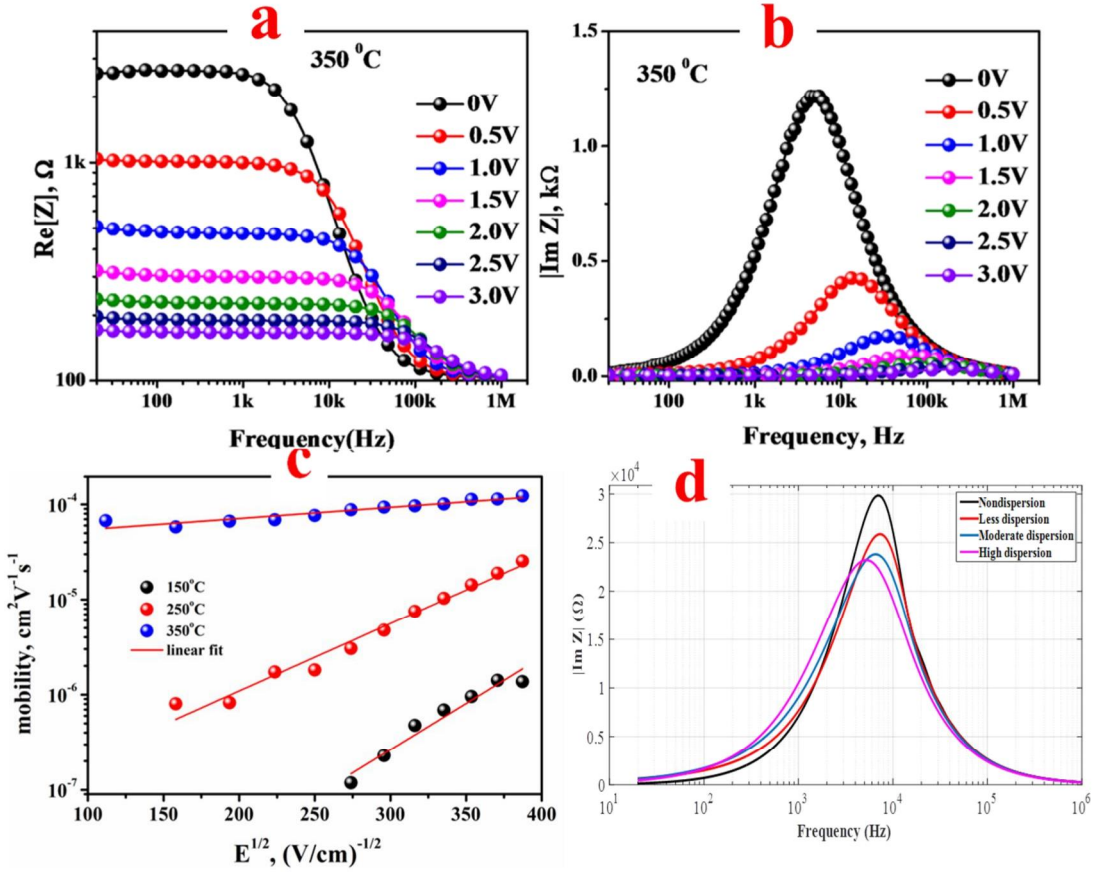 a
350 ⁰C
0V
0.5V
1.0V
1.5V
2.0V
2.5V
3.0V
Re[Z], Ω
1k
100
100
1k
10k
100k
1M
Frequency(Hz)
b
350 ⁰C
0V
0.5V
1.0V
1.5V
2.0V
2.5V
3.0V
|Im Z|, kΩ
1.5
1.0
0.5
0.0
100
1k
10k
100k
1M
Frequency, Hz
c
mobility, cm²V⁻¹s⁻¹
10⁻⁴
10⁻⁵
10⁻⁶
10⁻⁷
150°C
250°C
350°C
linear fit
100
150
200
250
300
350
400
E^1/2, (V/cm)^-1/2
d
×10⁴
Nondispersion
Less dispersion
Moderate dispersion
High dispersion
|Im Z| (Ω)
3
2.5
2
1.5
1
0.5
0
10¹
10²
10³
10⁴
10⁵
10⁶
Frequency (Hz)